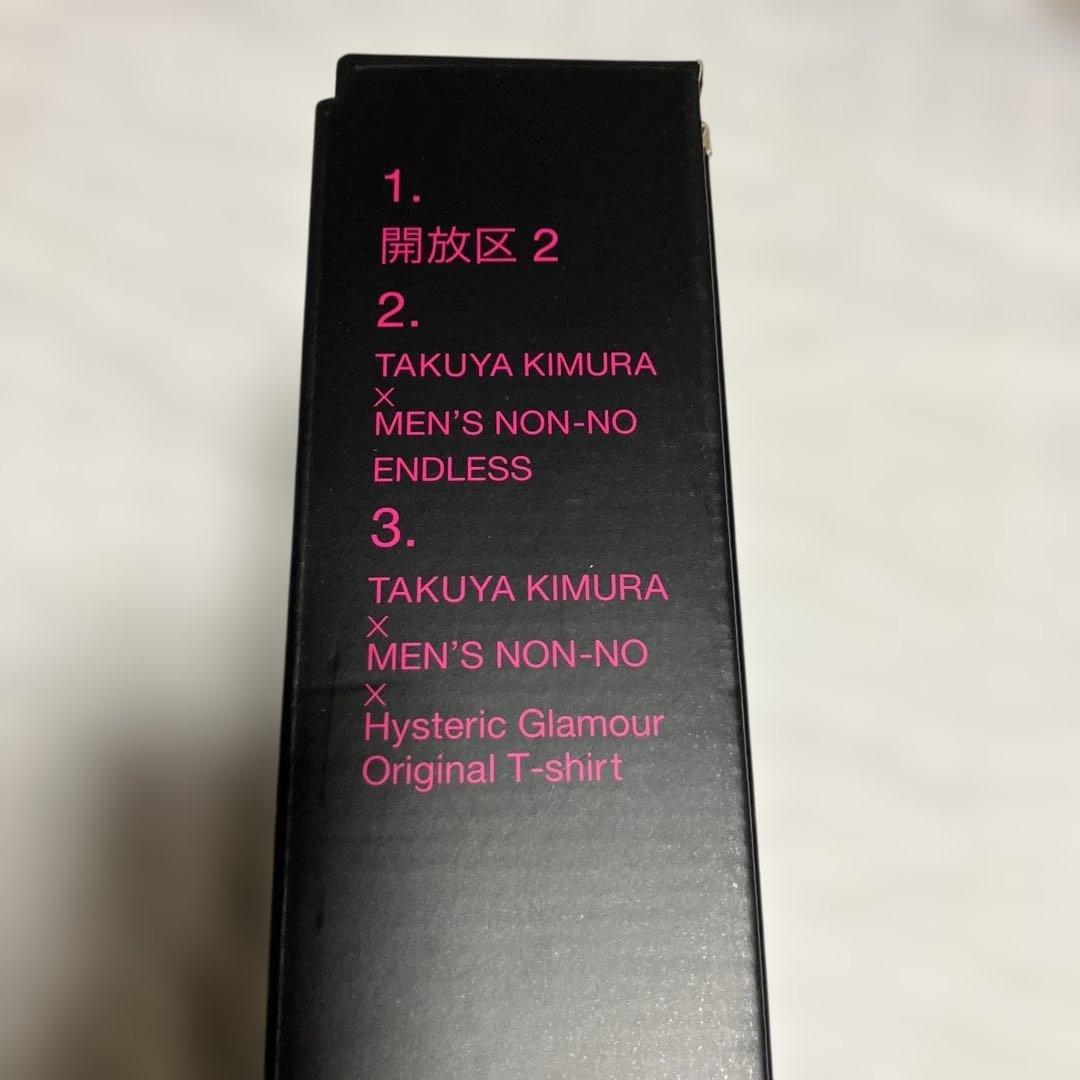 1.
開放区 2
2.
TAKUYA KIMURA
×
MEN'S NON-NO
ENDLESS
3.
TAKUYA KIMURA
×
MEN'S NON-NO
×
Hysteric Glamour
Original T-shirt